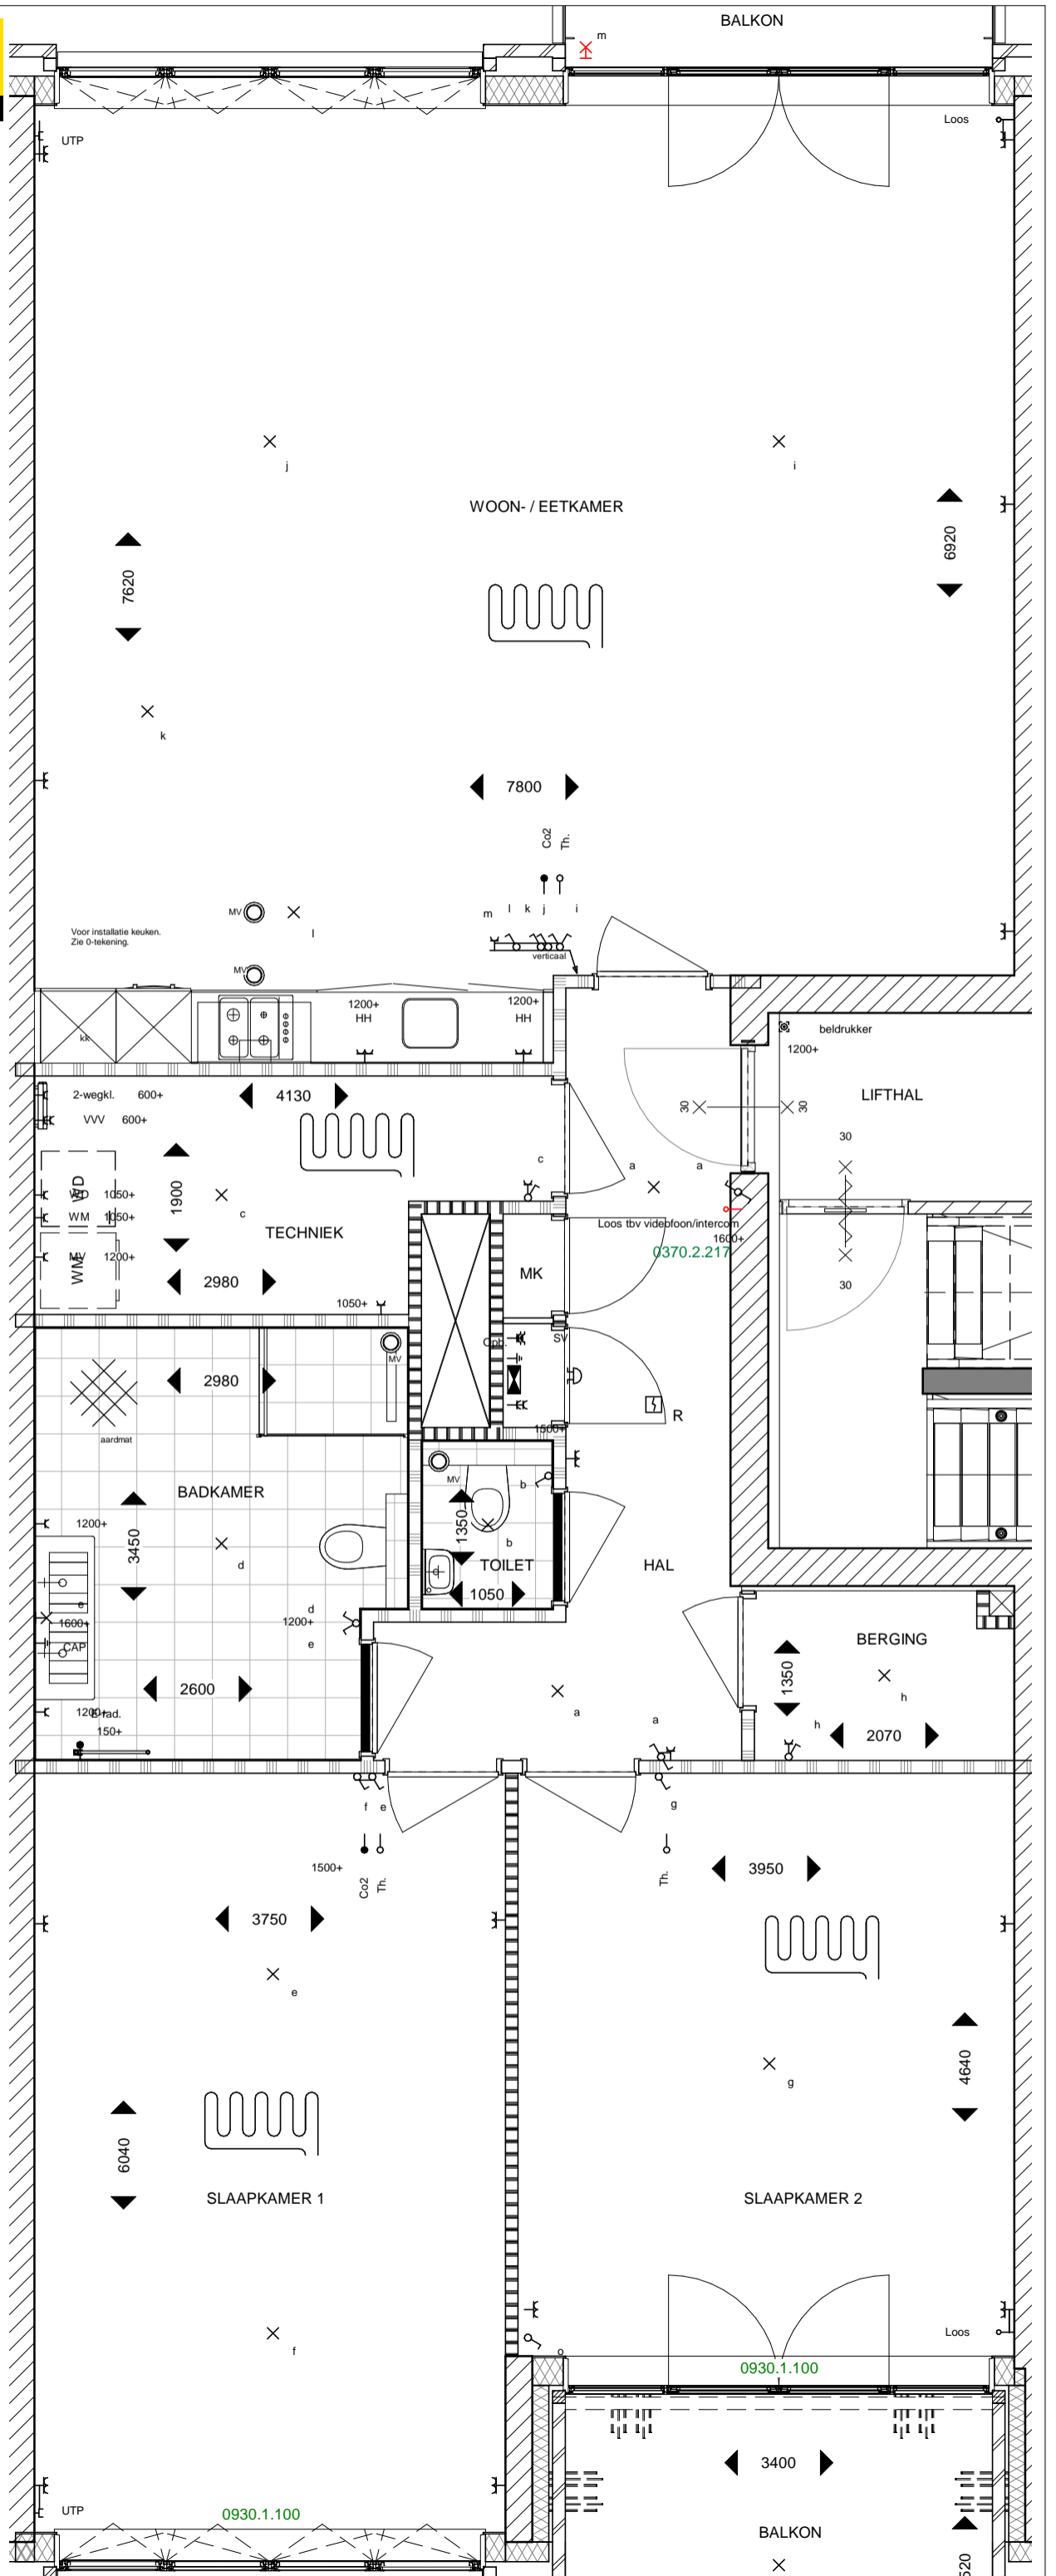 BALKON
m
UTP
Loos
j
i
WOON- / EETKAMER
6920
7620
k
7800
Co2
Th.
m
l
k
j
i
MV
l
Voor installatie keuken.
Zie 0-tekening.
verticaal
MV
1200+
HH
1200+
HH
kk
beldrukker
1200+
2-wegkl.
600+
4130
LIFTHAL
30
30
VVV
600+
30
c
a
a
WD
WD
1050+
1900
c
WM
1050+
TECHNIEK
Loos tbv videofoon/intercom
1600+
0370.2.217
MV
1200+
WM
MK
2980
30
1050+
Oph.
SV
MV
2980
R
1500+
aardmat
MV
b
BADKAMER
1200+
3450
1350
b
d
TOILET
HAL
1050
e
d
1600+
1200+
e
CAP
BERGING
1350
2600
h
1200+
E-rad.
150+
a
a
h
2070
f
e
g
1500+
Co2
Th.
Th.
3950
3750
e
4640
g
6040
SLAAPKAMER 1
SLAAPKAMER 2
Loos
f
o
0930.1.100
3400
UTP
0930.1.100
BALKON
520